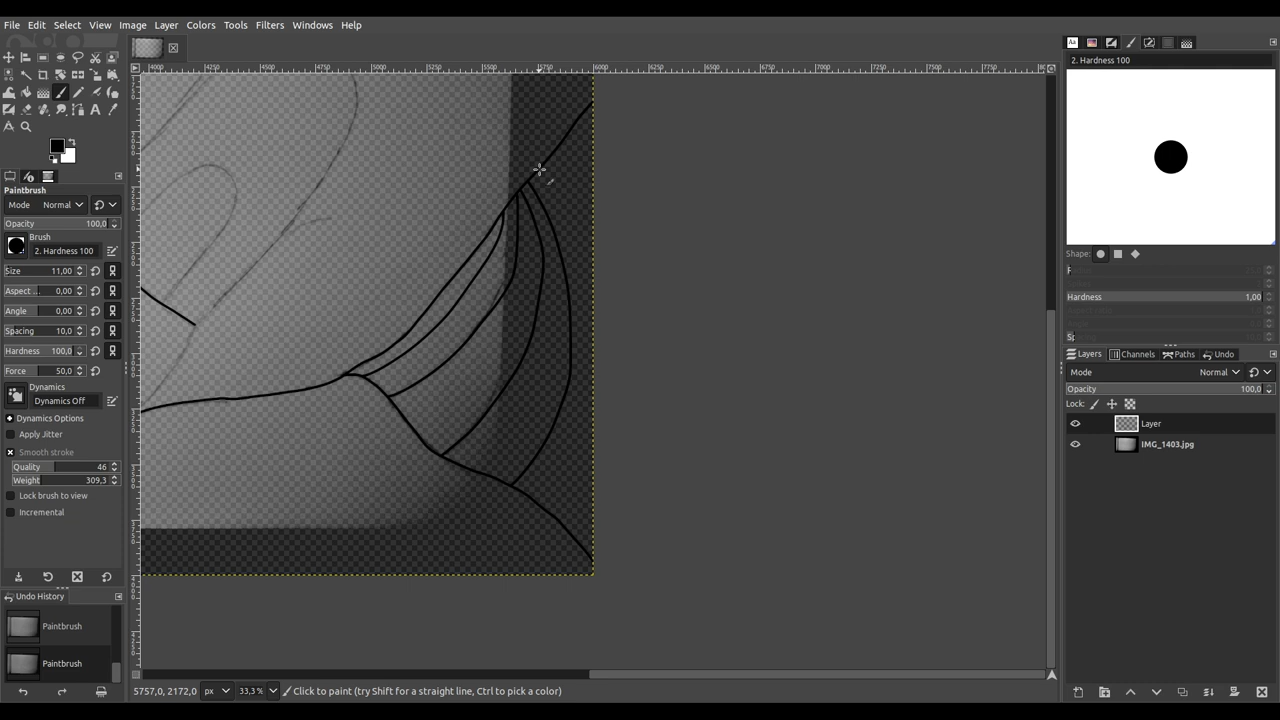 File Edit Select View Image Layer Colors Tools Filters Windows Help
2. Hardness 100
Shape:
Hardness 1,00
Sp
Layers Channels Paths Undo
Mode Normal
Opacity 100,0
Lock:
Layer
IMG_1403.jpg
Paintbrush
Mode Normal
Opacity 100,0
Brush
2. Hardness 100
Size 11,00
Aspect ... 0,00
Angle 0,00
Spacing 10,0
Hardness 100,0
Force 50,0
Dynamics
Dynamics Off
Dynamics Options
Apply Jitter
Smooth stroke
Quality 46
Weight 309,3
Lock brush to view
Incremental
Undo History
Paintbrush
Paintbrush
5757,0, 2172,0 px 33,3 % Click to paint (try Shift for a straight line, Ctrl to pick a color)